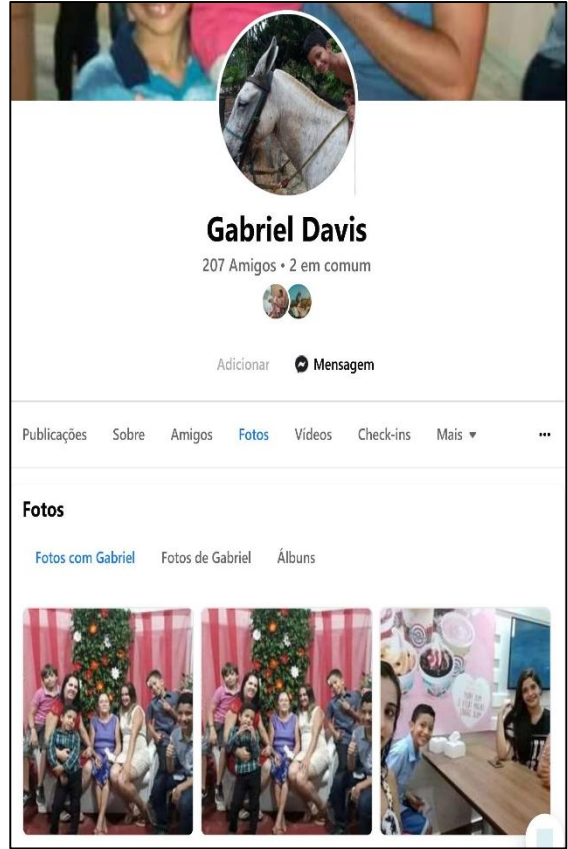 Gabriel Davis
207 Amigos • 2 em comum
Adicionar Mensagem
Publicações Sobre Amigos Fotos Vídeos Check-ins Mais ▼ •••
Fotos
Fotos com Gabriel Fotos de Gabriel Álbuns